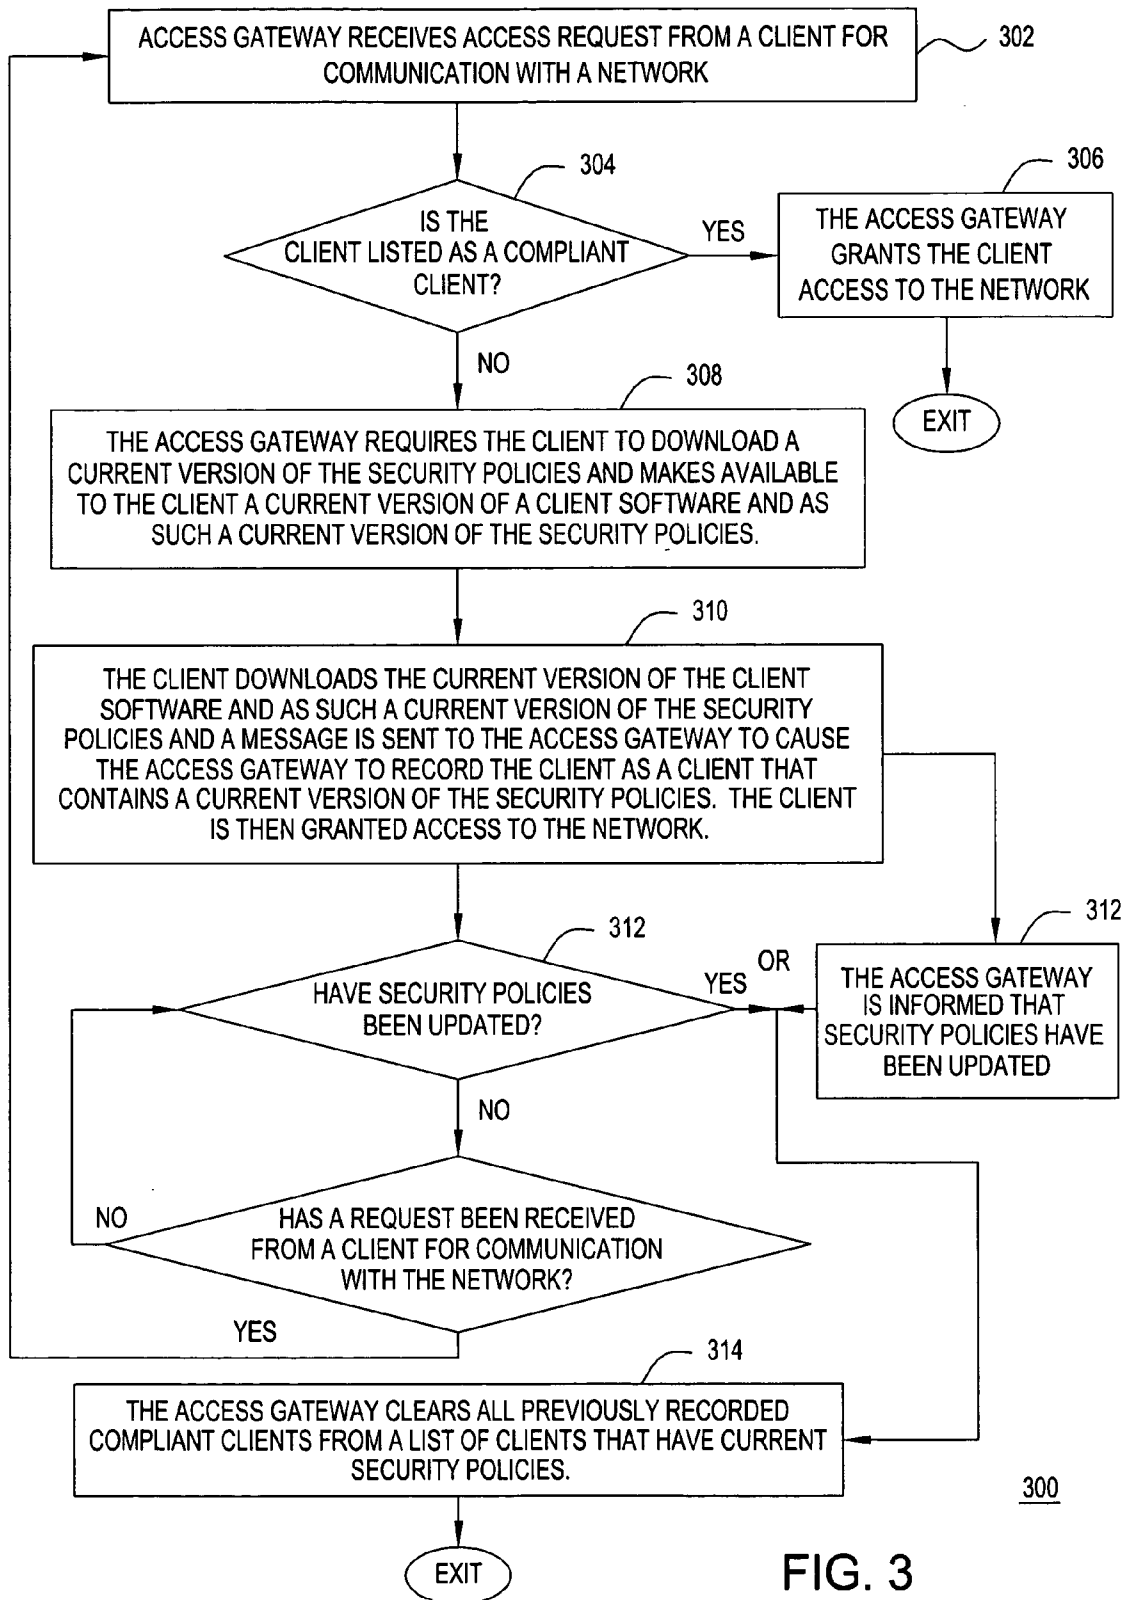 ACCESS GATEWAY RECEIVES ACCESS REQUEST FROM A CLIENT FOR
COMMUNICATION WITH A NETWORK
302
304
IS THE
CLIENT LISTED AS A COMPLIANT
CLIENT?
YES
306
THE ACCESS GATEWAY
GRANTS THE CLIENT
ACCESS TO THE NETWORK
EXIT
NO
308
THE ACCESS GATEWAY REQUIRES THE CLIENT TO DOWNLOAD A
CURRENT VERSION OF THE SECURITY POLICIES AND MAKES AVAILABLE
TO THE CLIENT A CURRENT VERSION OF A CLIENT SOFTWARE AND AS
SUCH A CURRENT VERSION OF THE SECURITY POLICIES.
310
THE CLIENT DOWNLOADS THE CURRENT VERSION OF THE CLIENT
SOFTWARE AND AS SUCH A CURRENT VERSION OF THE SECURITY
POLICIES AND A MESSAGE IS SENT TO THE ACCESS GATEWAY TO CAUSE
THE ACCESS GATEWAY TO RECORD THE CLIENT AS A CLIENT THAT
CONTAINS A CURRENT VERSION OF THE SECURITY POLICIES. THE CLIENT
IS THEN GRANTED ACCESS TO THE NETWORK.
312
HAVE SECURITY POLICIES
BEEN UPDATED?
YES
OR
312
THE ACCESS GATEWAY
IS INFORMED THAT
SECURITY POLICIES HAVE
BEEN UPDATED
NO
HAS A REQUEST BEEN RECEIVED
FROM A CLIENT FOR COMMUNICATION
WITH THE NETWORK?
NO
YES
314
THE ACCESS GATEWAY CLEARS ALL PREVIOUSLY RECORDED
COMPLIANT CLIENTS FROM A LIST OF CLIENTS THAT HAVE CURRENT
SECURITY POLICIES.
EXIT
300
FIG. 3